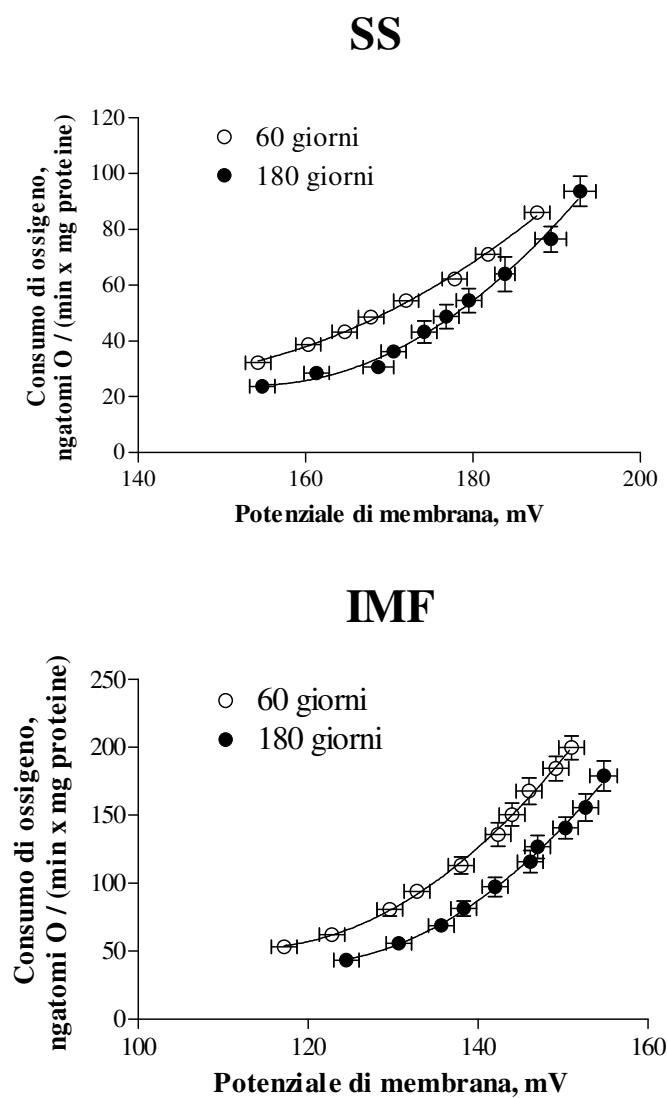 SS
60 giorni
180 giorni
Consumo di ossigeno,
ngatomi O / (min x mg proteine)
120
100
80
60
40
20
0
140
160
180
200
Potenziale di membrana, mV
IMF
60 giorni
180 giorni
Consumo di ossigeno,
ngatomi O / (min x mg proteine)
250
200
150
100
50
0
100
120
140
160
Potenziale di membrana, mV